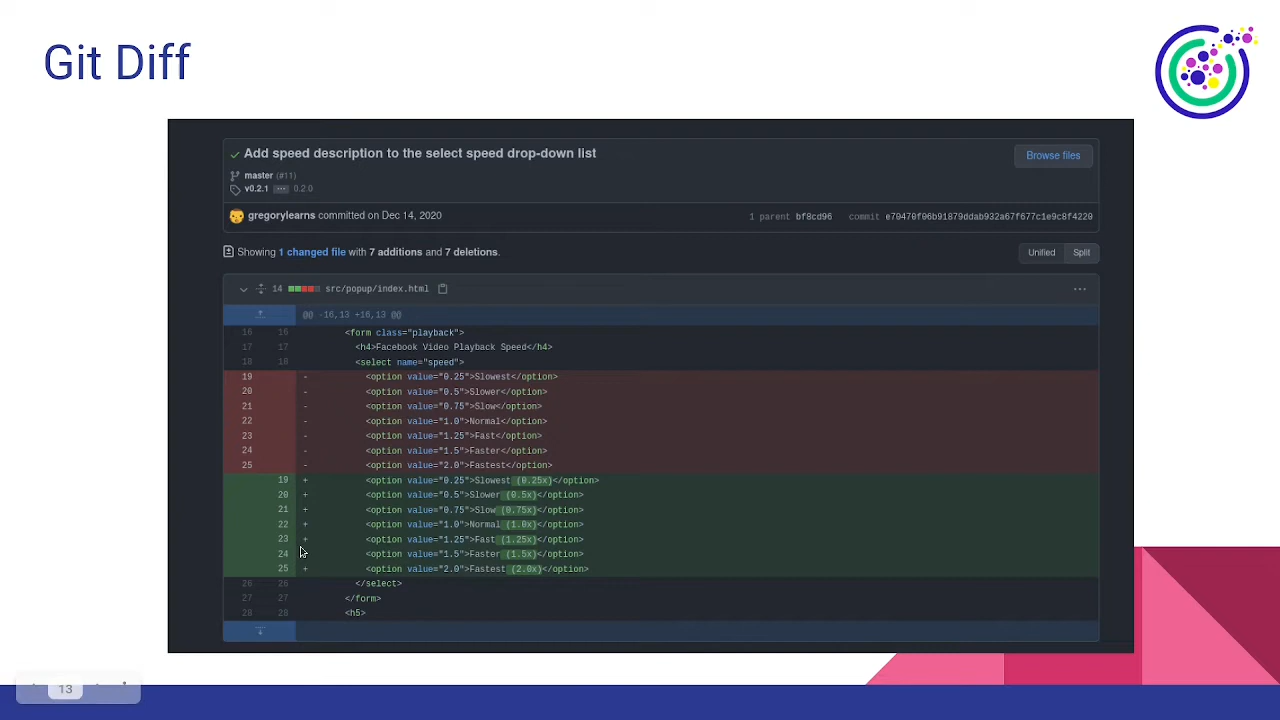 Git Diff
Add speed description to the select speed drop-down list
Browse files
master (#11)
v0.2.1 ... 0.2.0
gregorylearns committed on Dec 14, 2020
1 parent bf8cd96 commit e70470f06b91879ddab932a67f677c1e9c8f4220
Showing 1 changed file with 7 additions and 7 deletions.
Unified Split
14 src/popup/index.html ...
@@ -16,13 +16,13 @@
16 16 <form class="playback">
17 17 <h4>Facebook Video Playback Speed</h4>
18 18 <select name="speed">
19 - <option value="0.25">Slowest</option>
20 - <option value="0.5">Slower</option>
21 - <option value="0.75">Slow</option>
22 - <option value="1.0">Normal</option>
23 - <option value="1.25">Fast</option>
24 - <option value="1.5">Faster</option>
25 - <option value="2.0">Fastest</option>
19 + <option value="0.25">Slowest (0.25x)</option>
20 + <option value="0.5">Slower (0.5x)</option>
21 + <option value="0.75">Slow (0.75x)</option>
22 + <option value="1.0">Normal (1.0x)</option>
23 + <option value="1.25">Fast (1.25x)</option>
24 + <option value="1.5">Faster (1.5x)</option>
25 + <option value="2.0">Fastest (2.0x)</option>
26 26 </select>
27 27 </form>
28 28 <h5>
13